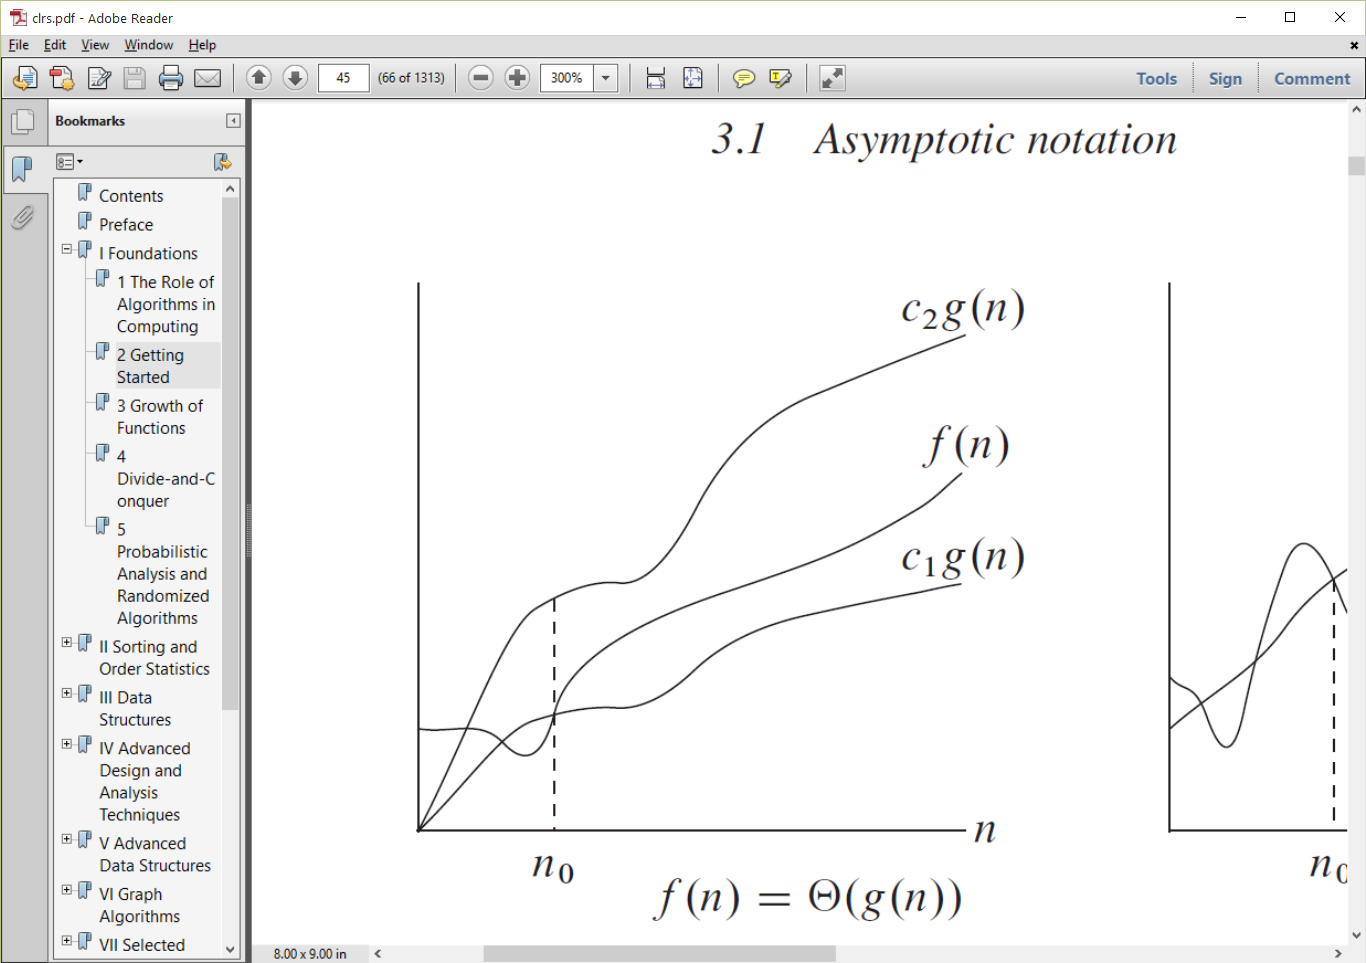 clrs.pdf - Adobe Reader
File Edit View Window Help
45 (66 of 1313) 300% Tools Sign Comment
Bookmarks
Contents
Preface
I Foundations
1 The Role of
Algorithms in
Computing
2 Getting
Started
3 Growth of
Functions
4
Divide-and-C
onquer
5
Probabilistic
Analysis and
Randomized
Algorithms
II Sorting and
Order Statistics
III Data
Structures
IV Advanced
Design and
Analysis
Techniques
V Advanced
Data Structures
VI Graph
Algorithms
VII Selected
3.1 Asymptotic notation
c₂g(n)
f(n)
c₁g(n)
n
n₀
f(n) = Θ(g(n))
n₀
8.00 x 9.00 in